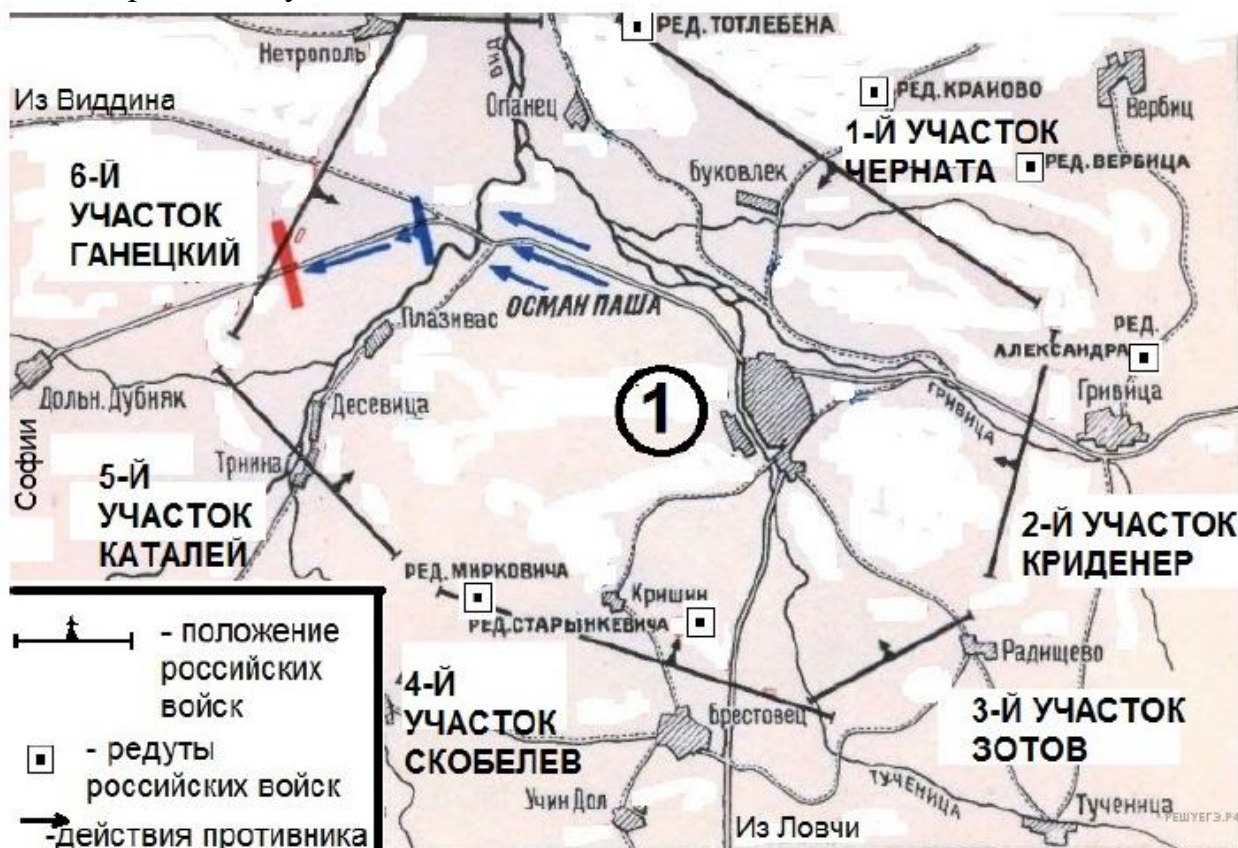 РЕД. ТОТЛЕБЕНА
Нетрополь
ВИД
Из Виддина
Опанец
РЕД. КРАЙОВО
Вербиц
1-Й УЧАСТОК
ЧЕРНАТА
РЕД. ВЕРБИЦА
Буковлек
6-Й
УЧАСТОК
ГАНЕЦКИЙ
ОСМАН ПАША
Плазивас
РЕД.
АЛЕКСАНДРА
Гривица
ГРИВИЦА
1
Дольн. Дубняк
Десевица
Софии
Трнина
5-Й
УЧАСТОК
КАТАЛЕЙ
2-Й УЧАСТОК
КРИДЕНЕР
РЕД. МИРКОВИЧА
Кришин
РЕД. СТАРЫНКЕВИЧА
Радищево
4-Й
УЧАСТОК
СКОБЕЛЕВ
Брестовец
3-Й УЧАСТОК
ЗОТОВ
Учин Дол
ТУЧЕНИЦА
Тученица
Из Ловчи
- положение
российских
войск
- редуты
российских войск
-действия противника
РЕШУЕГЭ.РФ